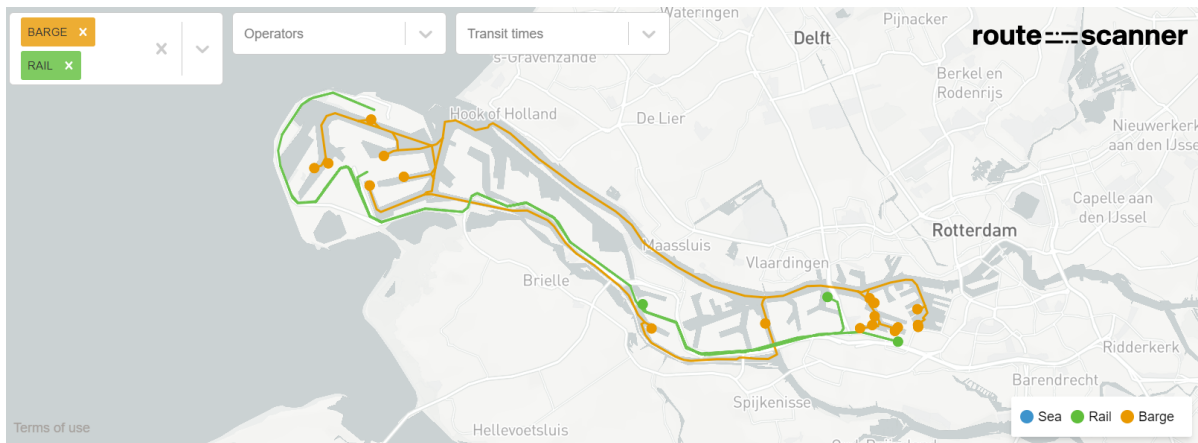 BARGE ×
RAIL ×
Operators
Transit times
route scanner
Wateringen
Pijnacker
Delft
's-Gravenzande
Berkel en
Rodenrijs
Hook of Holland
De Lier
Nieuwerkerk
aan den IJssel
Capelle aan
den IJssel
Rotterdam
Maassluis
Vlaardingen
Brielle
Ridderkerk
Barendrecht
Spijkenisse
Hellevoetsluis
Terms of use
Sea Rail Barge